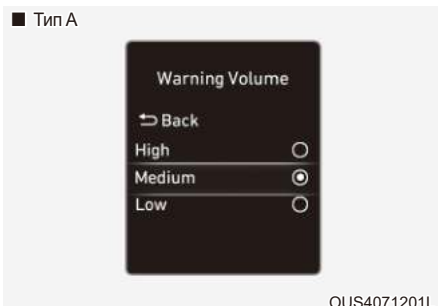 ■ Тип A
Warning Volume
Back
High
Medium
Low
OUS4071201L